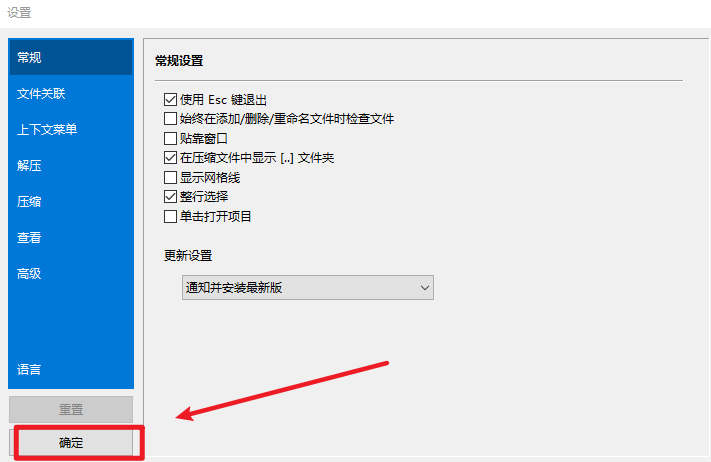 设置
常规
文件关联
上下文菜单
解压
压缩
查看
高级
语言
重置
确定
常规设置
使用 Esc 键退出
始终在添加/删除/重命名文件时检查文件
贴靠窗口
在压缩文件中显示 [..] 文件夹
显示网格线
整行选择
单击打开项目
更新设置
通知并安装最新版